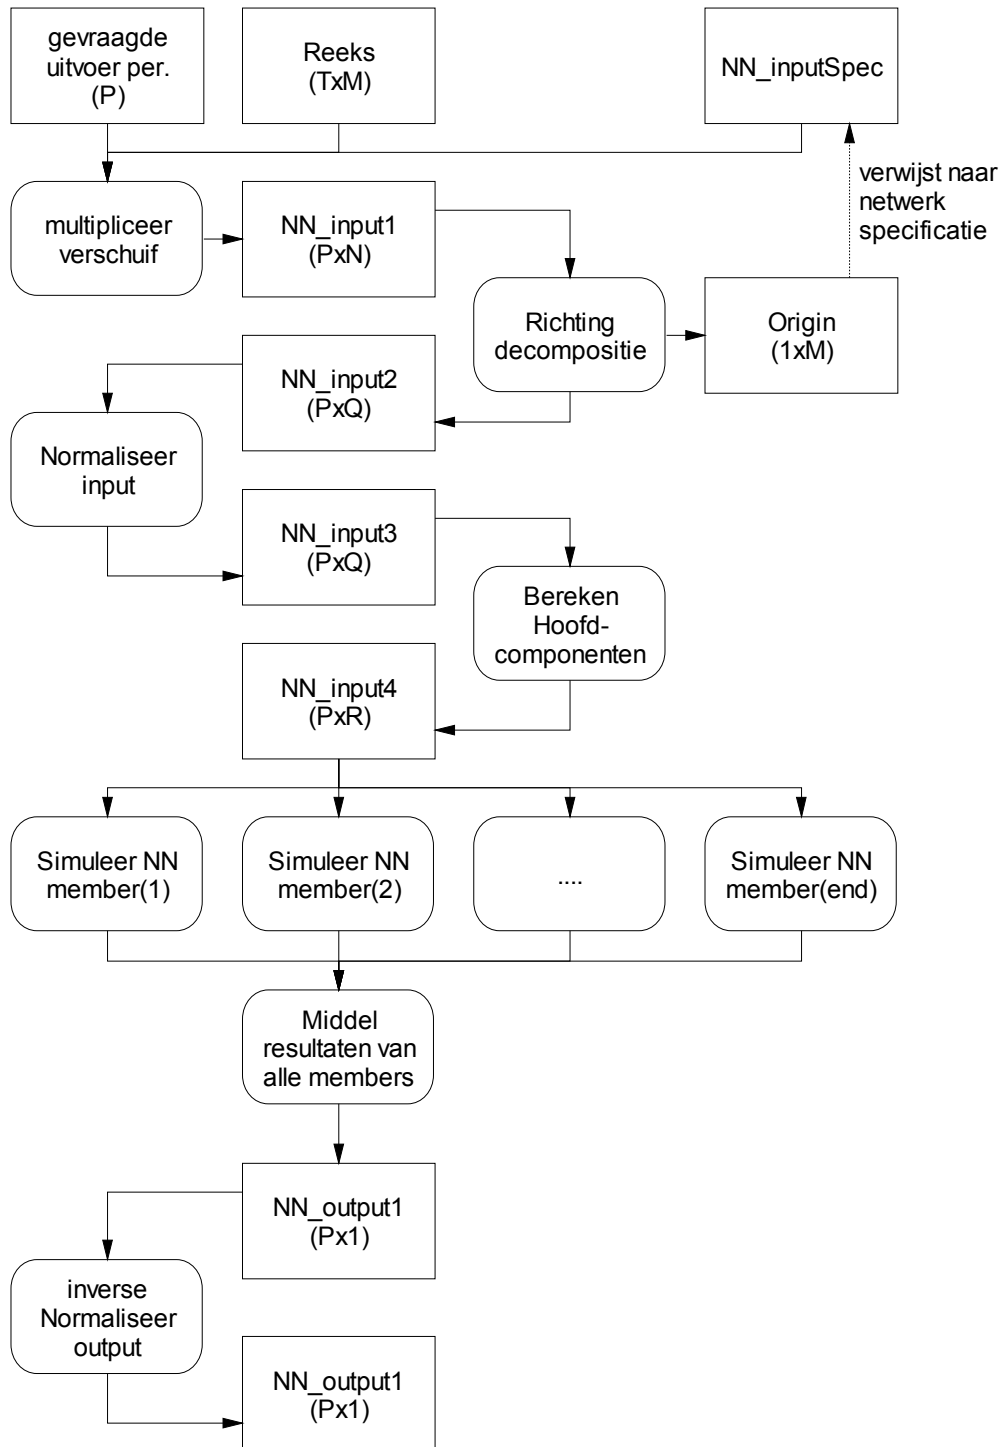 gevraagde
uitvoer per.
(P)
Reeks
(TxM)
NN_inputSpec
verwijst naar
netwerk
specificatie
multipliceer
verschuif
NN_input1
(PxN)
Richting
decompositie
Origin
(1xM)
NN_input2
(PxQ)
Normaliseer
input
NN_input3
(PxQ)
Bereken
Hoofd-
componenten
NN_input4
(PxR)
Simuleer NN
member(1)
Simuleer NN
member(2)
....
Simuleer NN
member(end)
Middel
resultaten van
alle members
NN_output1
(Px1)
inverse
Normaliseer
output
NN_output1
(Px1)